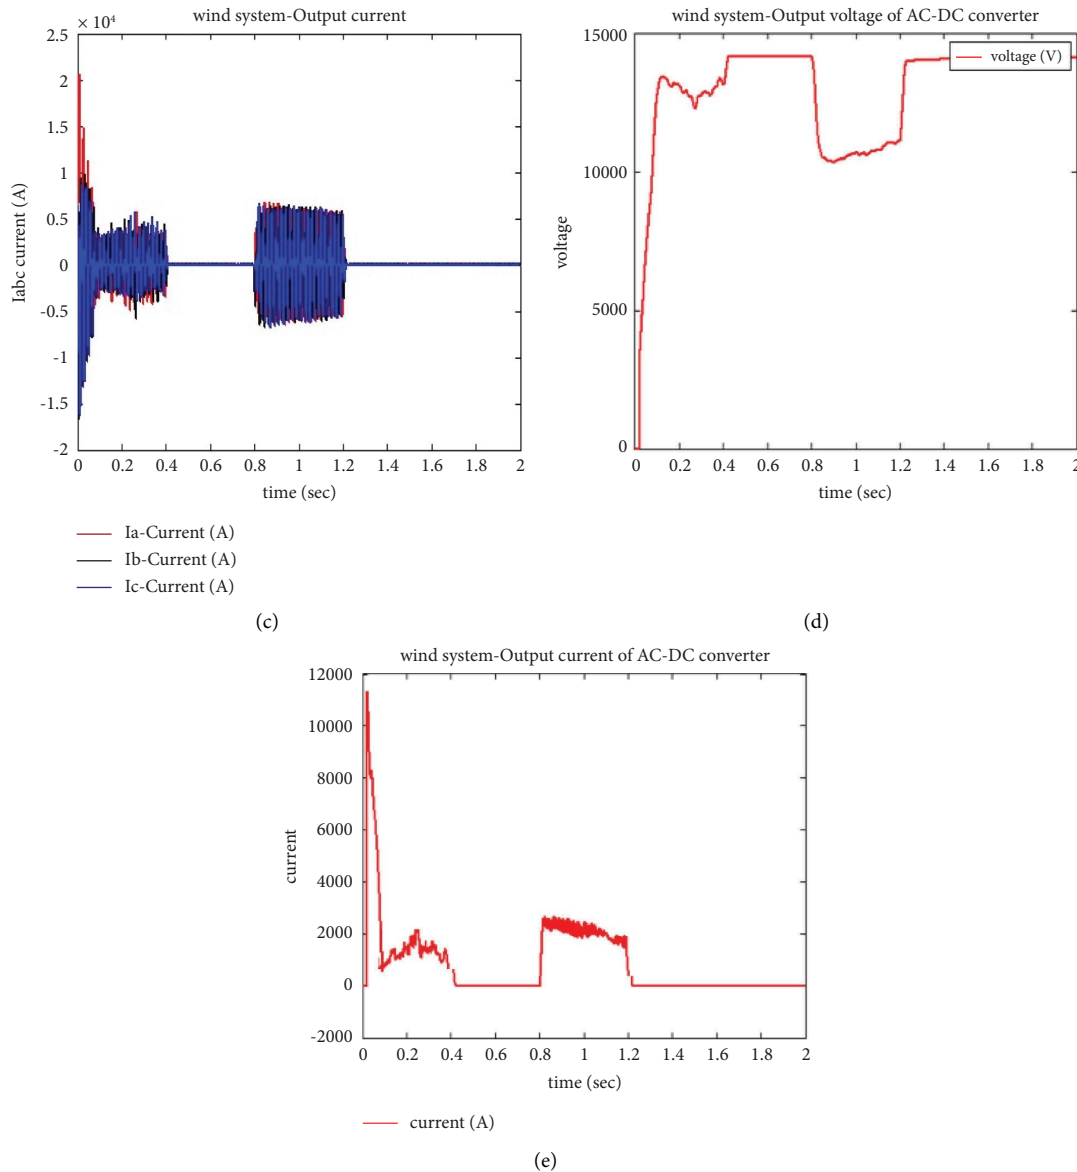 wind system-Output current
× 10⁴
2.5
2
1.5
1
0.5
0
-0.5
-1
-1.5
-2
Iabc current (A)
0 0.2 0.4 0.6 0.8 1 1.2 1.4 1.6 1.8 2
time (sec)
Ia-Current (A)
Ib-Current (A)
Ic-Current (A)
(c)
wind system-Output voltage of AC-DC converter
15000
10000
5000
0
voltage
voltage (V)
0 0.2 0.4 0.6 0.8 1 1.2 1.4 1.6 1.8 2
time (sec)
(d)
wind system-Output current of AC-DC converter
12000
10000
8000
6000
4000
2000
0
-2000
current
0 0.2 0.4 0.6 0.8 1 1.2 1.4 1.6 1.8 2
time (sec)
current (A)
(e)